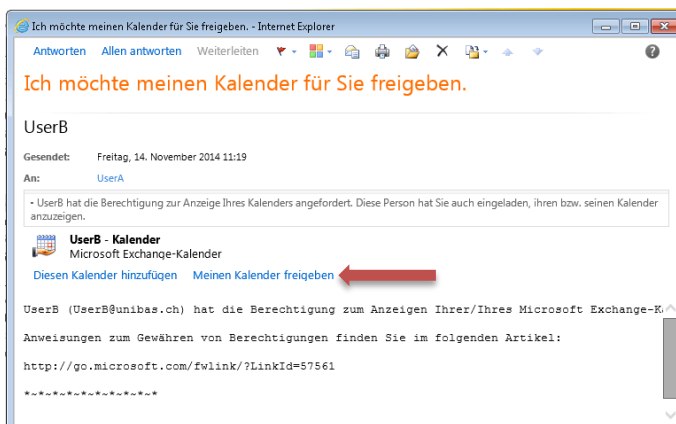 Ich möchte meinen Kalender für Sie freigeben. - Internet Explorer
Antworten Allen antworten Weiterleiten
Ich möchte meinen Kalender für Sie freigeben.
UserB
Gesendet: Freitag, 14. November 2014 11:19
An: UserA
- UserB hat die Berechtigung zur Anzeige Ihres Kalenders angefordert. Diese Person hat Sie auch eingeladen, ihren bzw. seinen Kalender
anzuzeigen.
UserB - Kalender
Microsoft Exchange-Kalender
Diesen Kalender hinzufügen Meinen Kalender freigeben
UserB (UserB@unibas.ch) hat die Berechtigung zum Anzeigen Ihrer/Ihres Microsoft Exchange-K
Anweisungen zum Gewähren von Berechtigungen finden Sie im folgenden Artikel:
http://go.microsoft.com/fwlink/?LinkId=57561
*~*~*~*~*~*~*~*~*~*